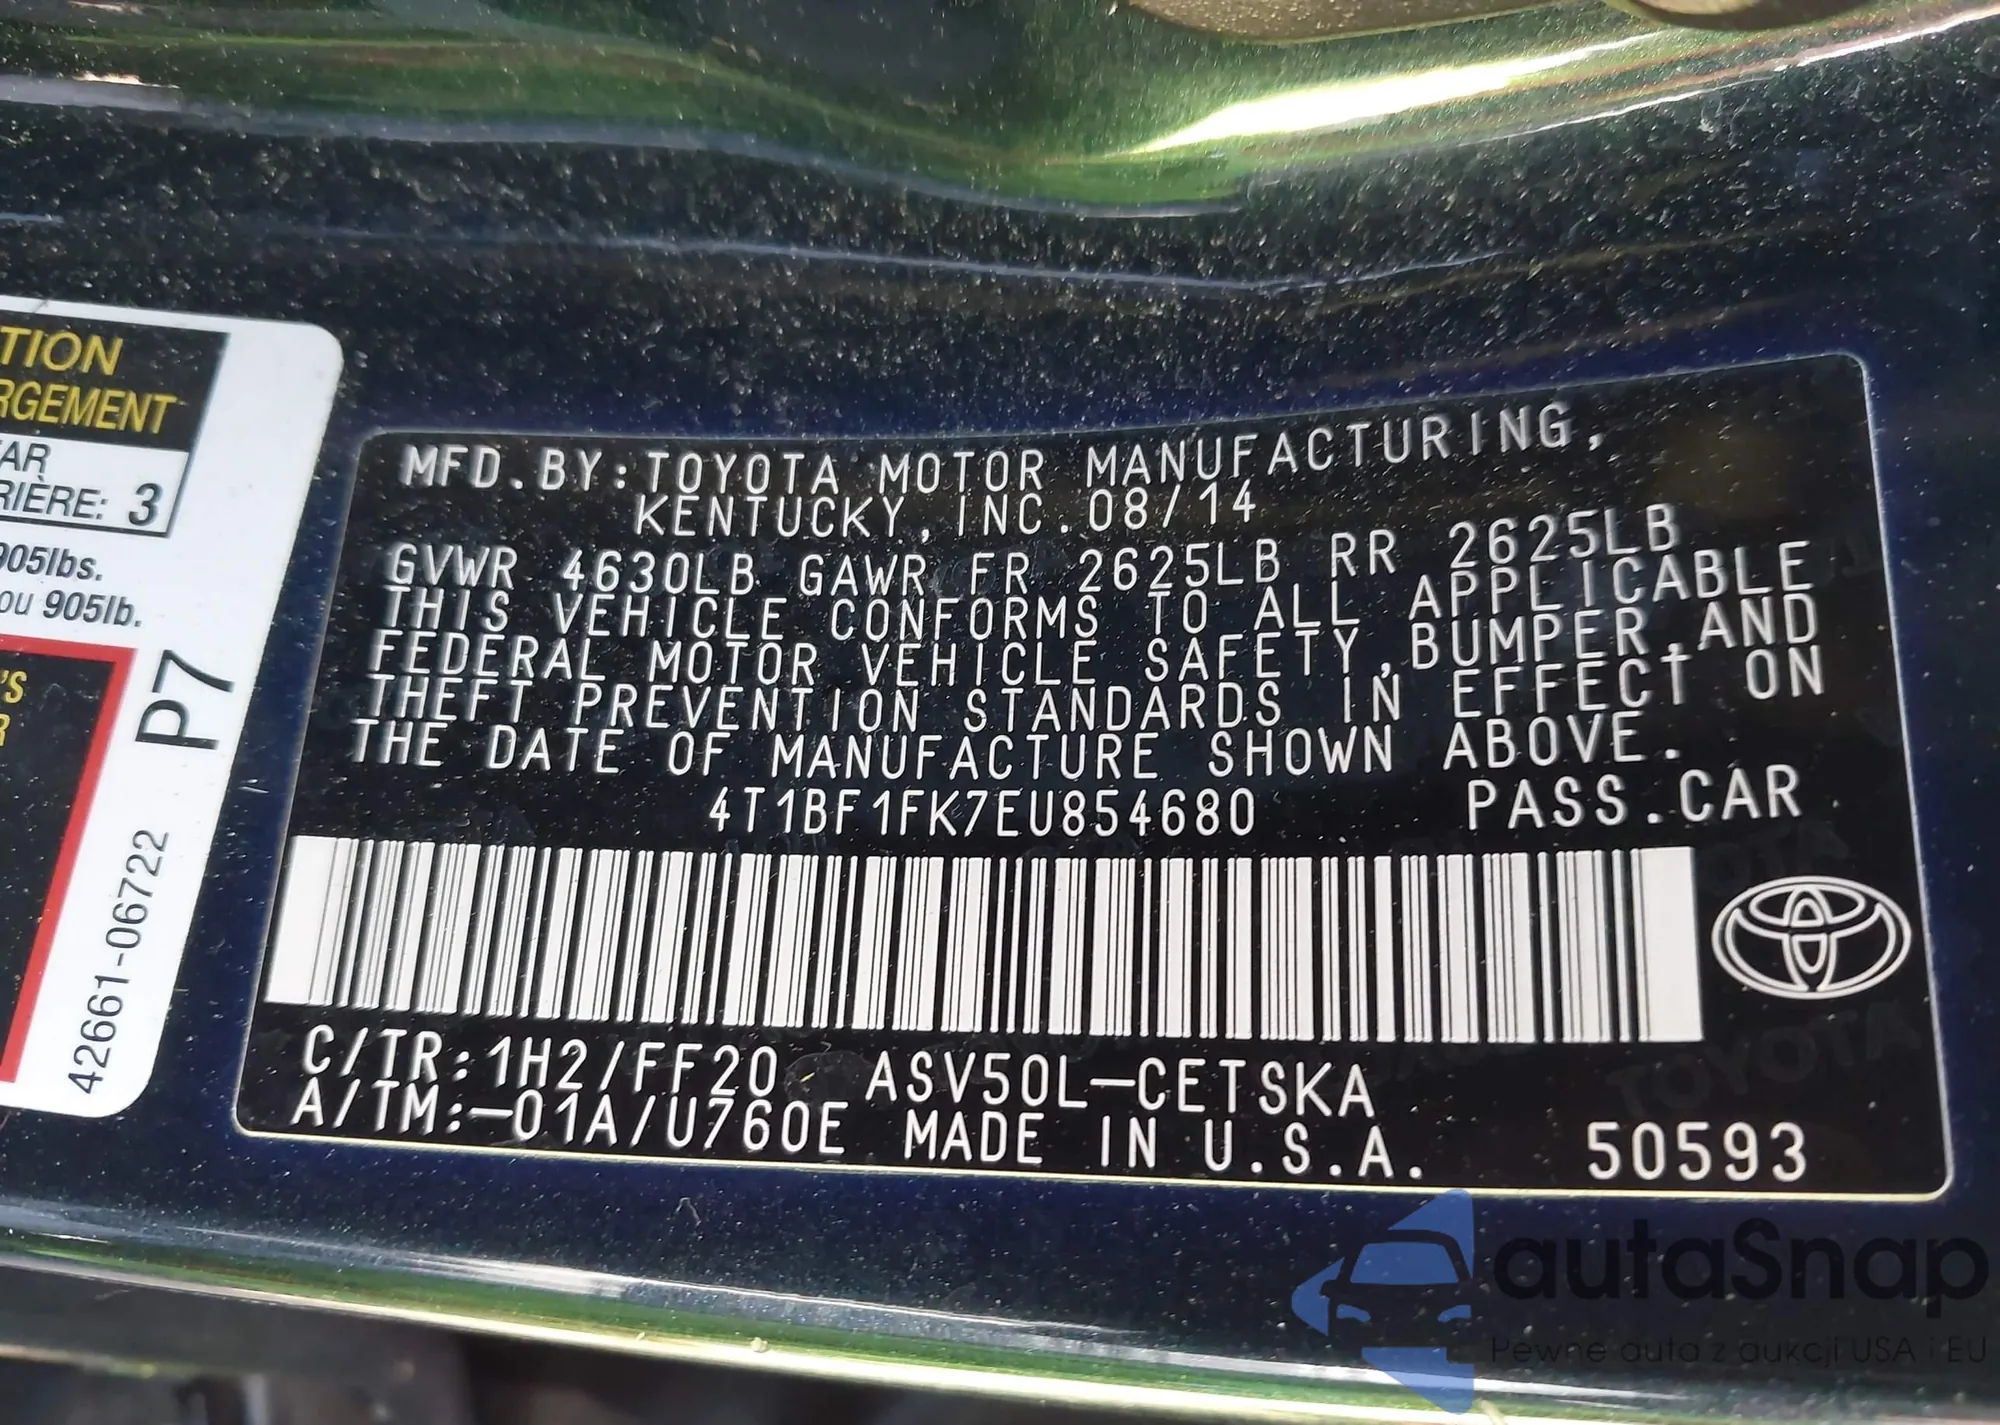 TION
RGEMENT
AR
RIÈRE: 3
905lbs.
ou 905lb.
'S
R
P7
42661-06722
MFD.BY:TOYOTA MOTOR MANUFACTURING,
KENTUCKY, INC.08/14
GVWR 4630LB GAWR FR 2625LB RR 2625LB
THIS VEHICLE CONFORMS TO ALL APPLICABLE
FEDERAL MOTOR VEHICLE SAFETY,BUMPER,AND
THEFT PREVENTION STANDARDS IN EFFECT ON
THE DATE OF MANUFACTURE SHOWN ABOVE.
4T1BF1FK7EU854680 PASS.CAR
C/TR:1H2/FF20 ASV50L-CETSKA
A/TM:-01A/U760E MADE IN U.S.A. 50593
autaSnap
Pewne auta z aukcji USA i EU